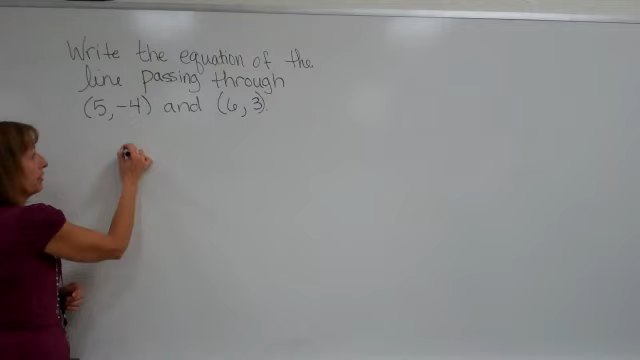 Write the equation of the
line passing through
(5,-4) and (6, 3).